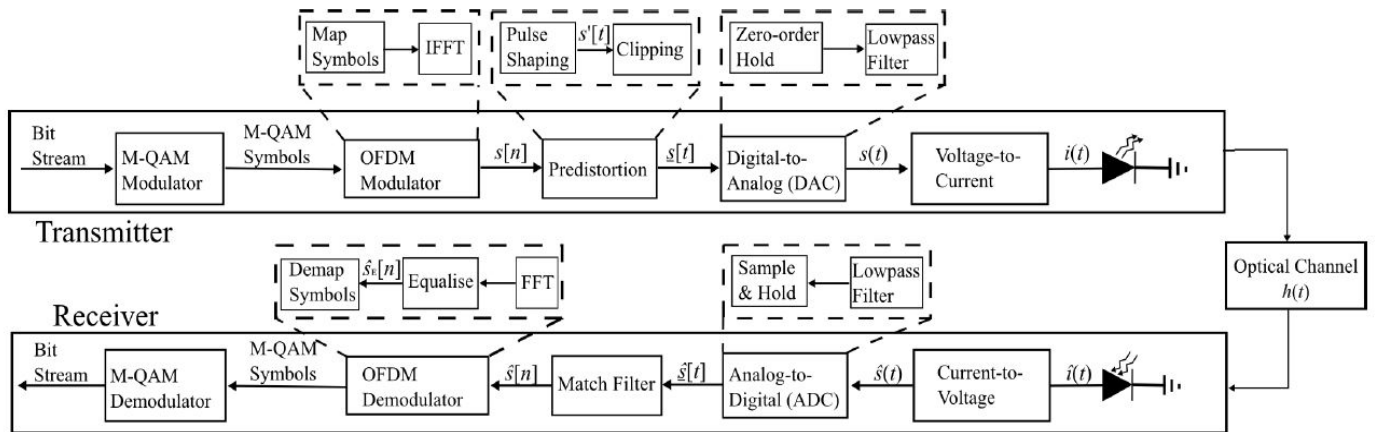 Map
Symbols
IFFT
Pulse
Shaping
s'[t]
Clipping
Zero-order
Hold
Lowpass
Filter
Bit
Stream
M-QAM
Modulator
M-QAM
Symbols
OFDM
Modulator
s[n]
Predistortion
s̲[t]
Digital-to-
Analog (DAC)
s(t)
Voltage-to-
Current
i(t)
Transmitter
Optical Channel
h(t)
Demap
Symbols
ŝE[n]
Equalise
FFT
Sample
& Hold
Lowpass
Filter
Receiver
Bit
Stream
M-QAM
Demodulator
M-QAM
Symbols
OFDM
Demodulator
ŝ[n]
Match Filter
ŝ̲[t]
Analog-to-
Digital (ADC)
ŝ(t)
Current-to-
Voltage
î(t)